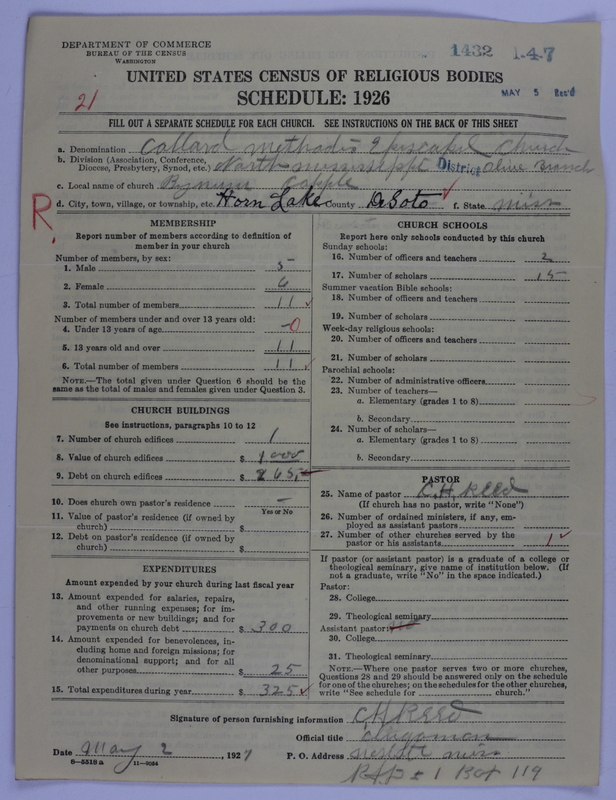 DEPARTMENT OF COMMERCE
BUREAU OF THE CENSUS
WASHINGTON
1432 1-4-7
UNITED STATES CENSUS OF RELIGIOUS BODIES
MAY 5 Rec'd
21
SCHEDULE: 1926
FILL OUT A SEPARATE SCHEDULE FOR EACH CHURCH. SEE INSTRUCTIONS ON THE BACK OF THIS SHEET
a. Denomination Collard Methodis Episcapel Church
b. Division (Association, Conference, Diocese, Presbytery, Synod, etc.) North Mississippi District Olive Branch
c. Local name of church
d. City, town, village, or township, etc. Horn Lake County DeSoto f. State Miss
R.
MEMBERSHIP
Report number of members according to definition of
member in your church
Number of members, by sex:
1. Male 5
2. Female 6
3. Total number of members 11
Number of members under and over 13 years old:
4. Under 13 years of age -0
5. 13 years old and over 11
6. Total number of members 11
NOTE.—The total given under Question 6 should be the
same as the total of males and females given under Question 3.
CHURCH BUILDINGS
See instructions, paragraphs 10 to 12
7. Number of church edifices 1
8. Value of church edifices $ 1000
9. Debt on church edifices $ 265
10. Does church own pastor's residence -
Yes or No
11. Value of pastor's residence (if owned by
church) $
12. Debt on pastor's residence (if owned by
church) $
EXPENDITURES
Amount expended by your church during last fiscal year
13. Amount expended for salaries, repairs,
and other running expenses; for im-
provements or new buildings; and for
payments on church debt $ 300
14. Amount expended for benevolences, in-
cluding home and foreign missions; for
denominational support; and for all
other purposes $ 25
15. Total expenditures during year $ 325
CHURCH SCHOOLS
Report here only schools conducted by this church
Sunday schools:
16. Number of officers and teachers 2
17. Number of scholars 15
Summer vacation Bible schools:
18. Number of officers and teachers
19. Number of scholars
Week-day religious schools:
20. Number of officers and teachers
21. Number of scholars
Parochial schools:
22. Number of administrative officers
23. Number of teachers—
a. Elementary (grades 1 to 8)
b. Secondary
24. Number of scholars—
a. Elementary (grades 1 to 8)
b. Secondary
PASTOR
25. Name of pastor C. H. Reed
(If church has no pastor, write "None")
26. Number of ordained ministers, if any, em-
ployed as assistant pastors
27. Number of other churches served by the
pastor or his assistants 1
If pastor (or assistant pastor) is a graduate of a college or
theological seminary, give name of institution below. (If
not a graduate, write "No" in the space indicated.)
Pastor:
28. College
29. Theological seminary
Assistant pastor:
30. College
31. Theological seminary
NOTE.—Where one pastor serves two or more churches,
Questions 28 and 29 should be answered only on the schedule
for one of the churches; on the schedules for the other churches,
write "See schedule for church."
Signature of person furnishing information C H Reed
Official title
Date May 2, 1927
P. O. Address Miss
1 Box 119
8—5518a 11—9084